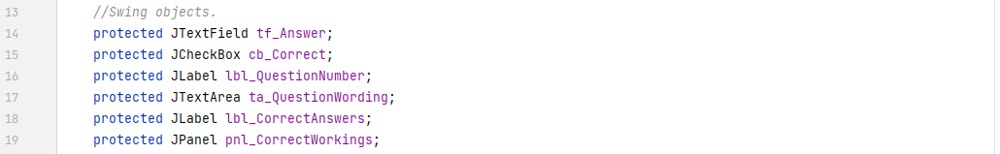 13 //Swing objects.
14 protected JTextField tf_Answer;
15 protected JCheckBox cb_Correct;
16 protected JLabel lbl_QuestionNumber;
17 protected JTextArea ta_QuestionWording;
18 protected JLabel lbl_CorrectAnswers;
19 protected JPanel pnl_CorrectWorkings;